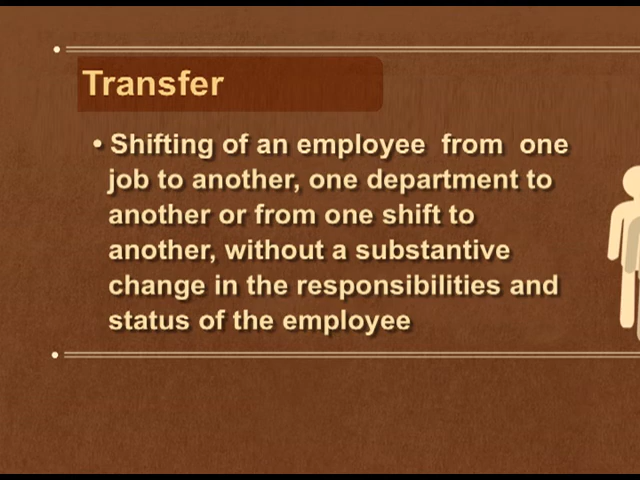 Transfer
• Shifting of an employee from one
job to another, one department to
another or from one shift to
another, without a substantive
change in the responsibilities and
status of the employee